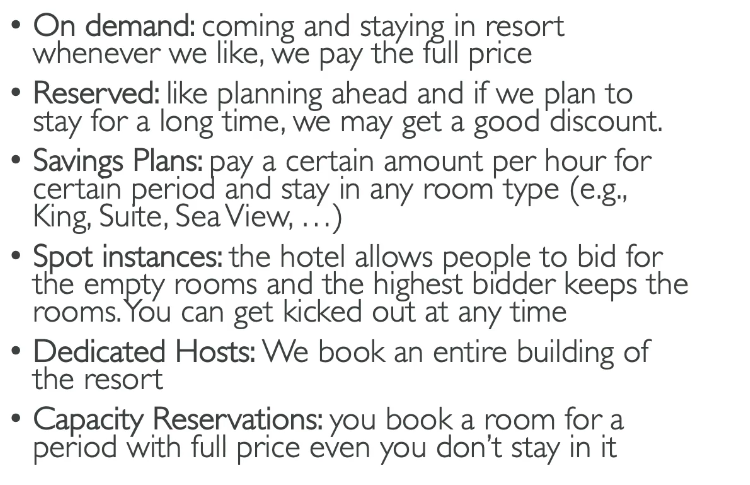 • On demand: coming and staying in resort
whenever we like, we pay the full price
• Reserved: like planning ahead and if we plan to
stay for a long time, we may get a good discount.
• Savings Plans: pay a certain amount per hour for
certain period and stay in any room type (e.g.,
King, Suite, Sea View, …)
• Spot instances: the hotel allows people to bid for
the empty rooms and the highest bidder keeps the
rooms. You can get kicked out at any time
• Dedicated Hosts: We book an entire building of
the resort
• Capacity Reservations: you book a room for a
period with full price even you don’t stay in it